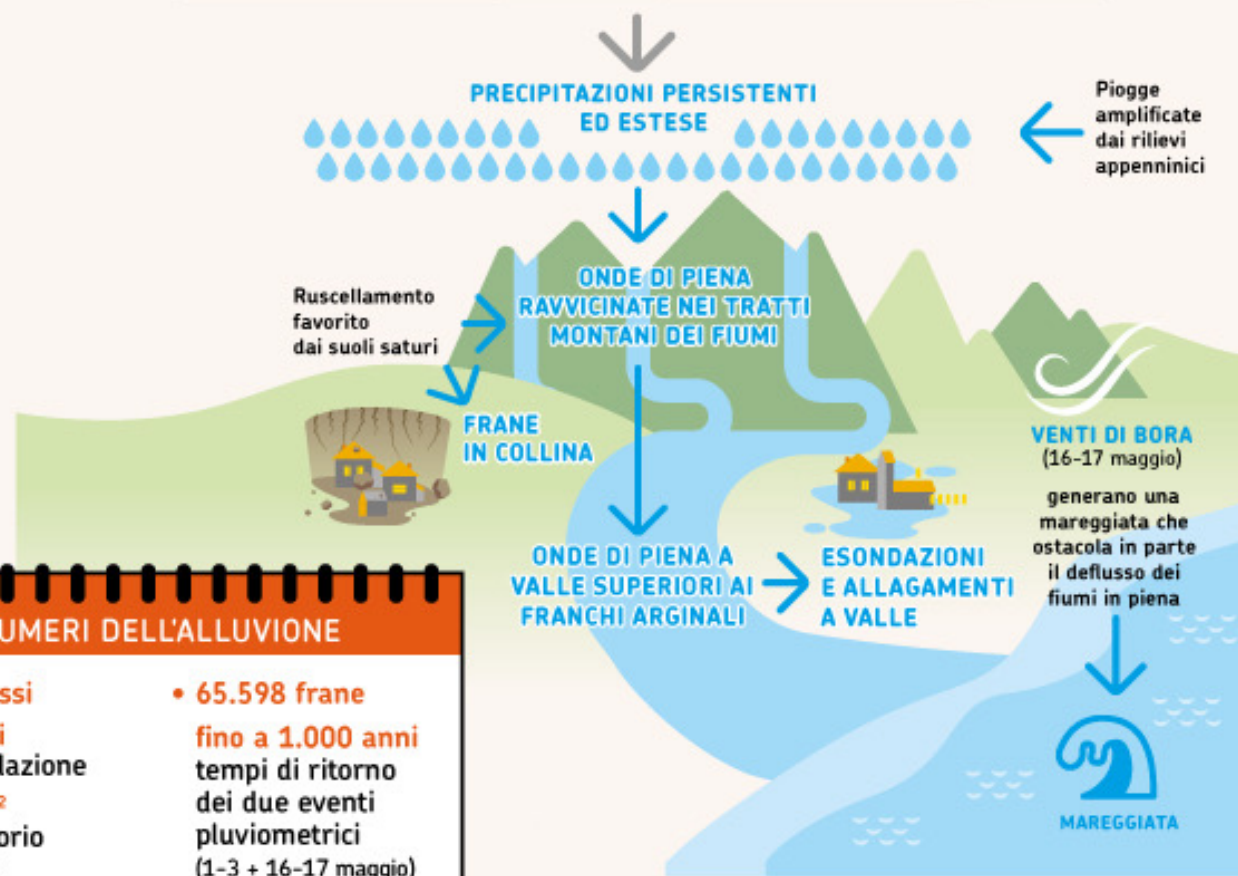 PRECIPITAZIONI PERSISTENTI
ED ESTESE
Piogge
amplificate
dai rilievi
appenninici
ONDE DI PIENA
RAVVICINATE NEI TRATTI
MONTANI DEI FIUMI
Ruscellamento
favorito
dai suoli saturi
FRANE
IN COLLINA
VENTI DI BORA
(16-17 maggio)
generano una
mareggiata che
ostacola in parte
il deflusso dei
fiumi in piena
ONDE DI PIENA A
VALLE SUPERIORI AI
FRANCHI ARGINALI
ESONDAZIONI
E ALLAGAMENTI
A VALLE
MAREGGIATA
UMERI DELL'ALLUVIONE
ssi
i
lazione
2
orio
• 65.598 frane
fino a 1.000 anni
tempi di ritorno
dei due eventi
pluviometrici
(1-3 + 16-17 maggio)